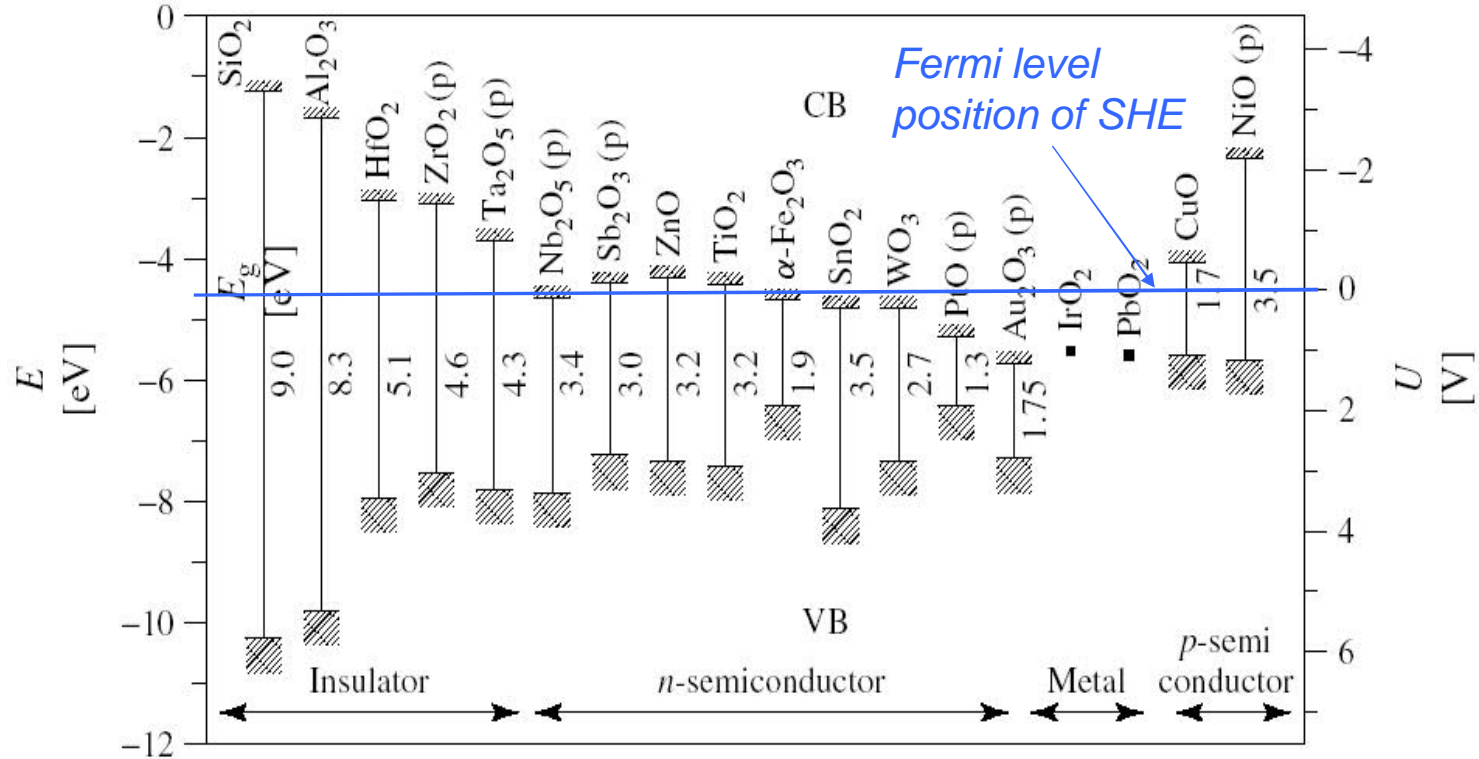 0
−2
−4
−6
−8
−10
−12
E
[eV]
SiO₂
Al₂O₃
HfO₂
ZrO₂ (p)
Ta₂O₅ (p)
Nb₂O₅ (p)
Sb₂O₃ (p)
ZnO
TiO₂
α-Fe₂O₃
SnO₂
WO₃
PtO (p)
Au₂O₃ (p)
IrO₂
PbO₂
CuO
NiO (p)
Fermi level
position of SHE
CB
E_g
[eV]
9.0
8.3
5.1
4.6
4.3
3.4
3.0
3.2
3.2
1.9
3.5
2.7
1.3
1.75
1.7
3.5
VB
Insulator
n-semiconductor
Metal
p-semi
conductor
−4
−2
0
2
4
6
U
[V]